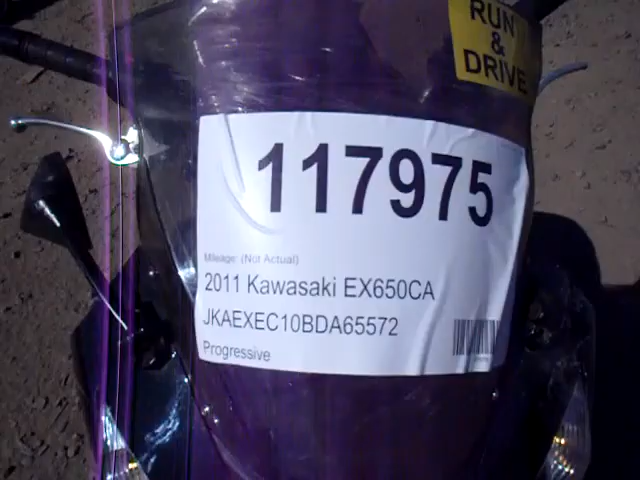 RUN
&
DRIVE
117975
Mileage: (Not Actual)
2011 Kawasaki EX650CA
JKAEXEC10BDA65572
Progressive